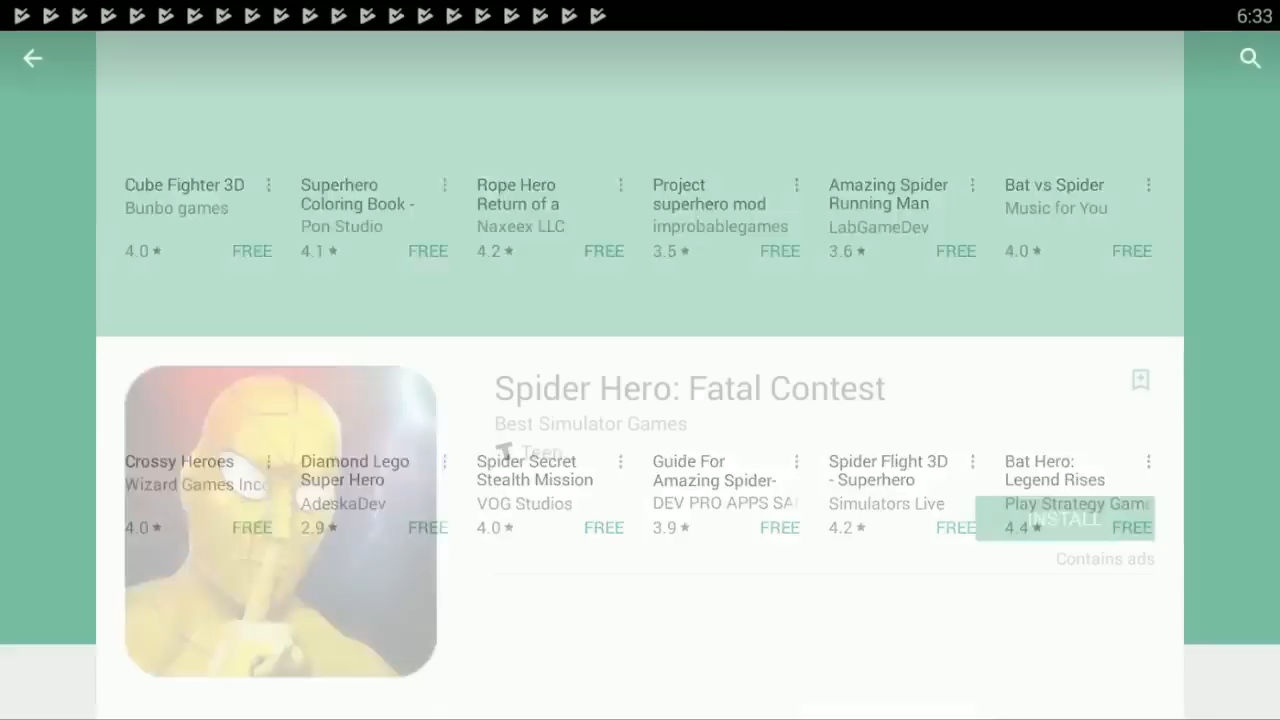 6:33
Cube Fighter 3D
Bunbo games
4.0 FREE
Superhero
Coloring Book -
Pon Studio
4.1 FREE
Rope Hero
Return of a
Naxeex LLC
4.2 FREE
Project
superhero mod
improbablegames
3.5 FREE
Amazing Spider
Running Man
LabGameDev
3.6 FREE
Bat vs Spider
Music for You
4.0 FREE
Spider Hero: Fatal Contest
Best Simulator Games
Teen
Crossy Heroes
Wizard Games Inc
4.0 FREE
Diamond Lego
Super Hero
AdeskaDev
2.9 FREE
Spider Secret
Stealth Mission
VOG Studios
4.0 FREE
Guide For
Amazing Spider-
DEV PRO APPS SA
3.9 FREE
Spider Flight 3D
- Superhero
Simulators Live
4.2 FREE
Bat Hero:
Legend Rises
Play Strategy Game
4.4 FREE
INSTALL
Contains ads